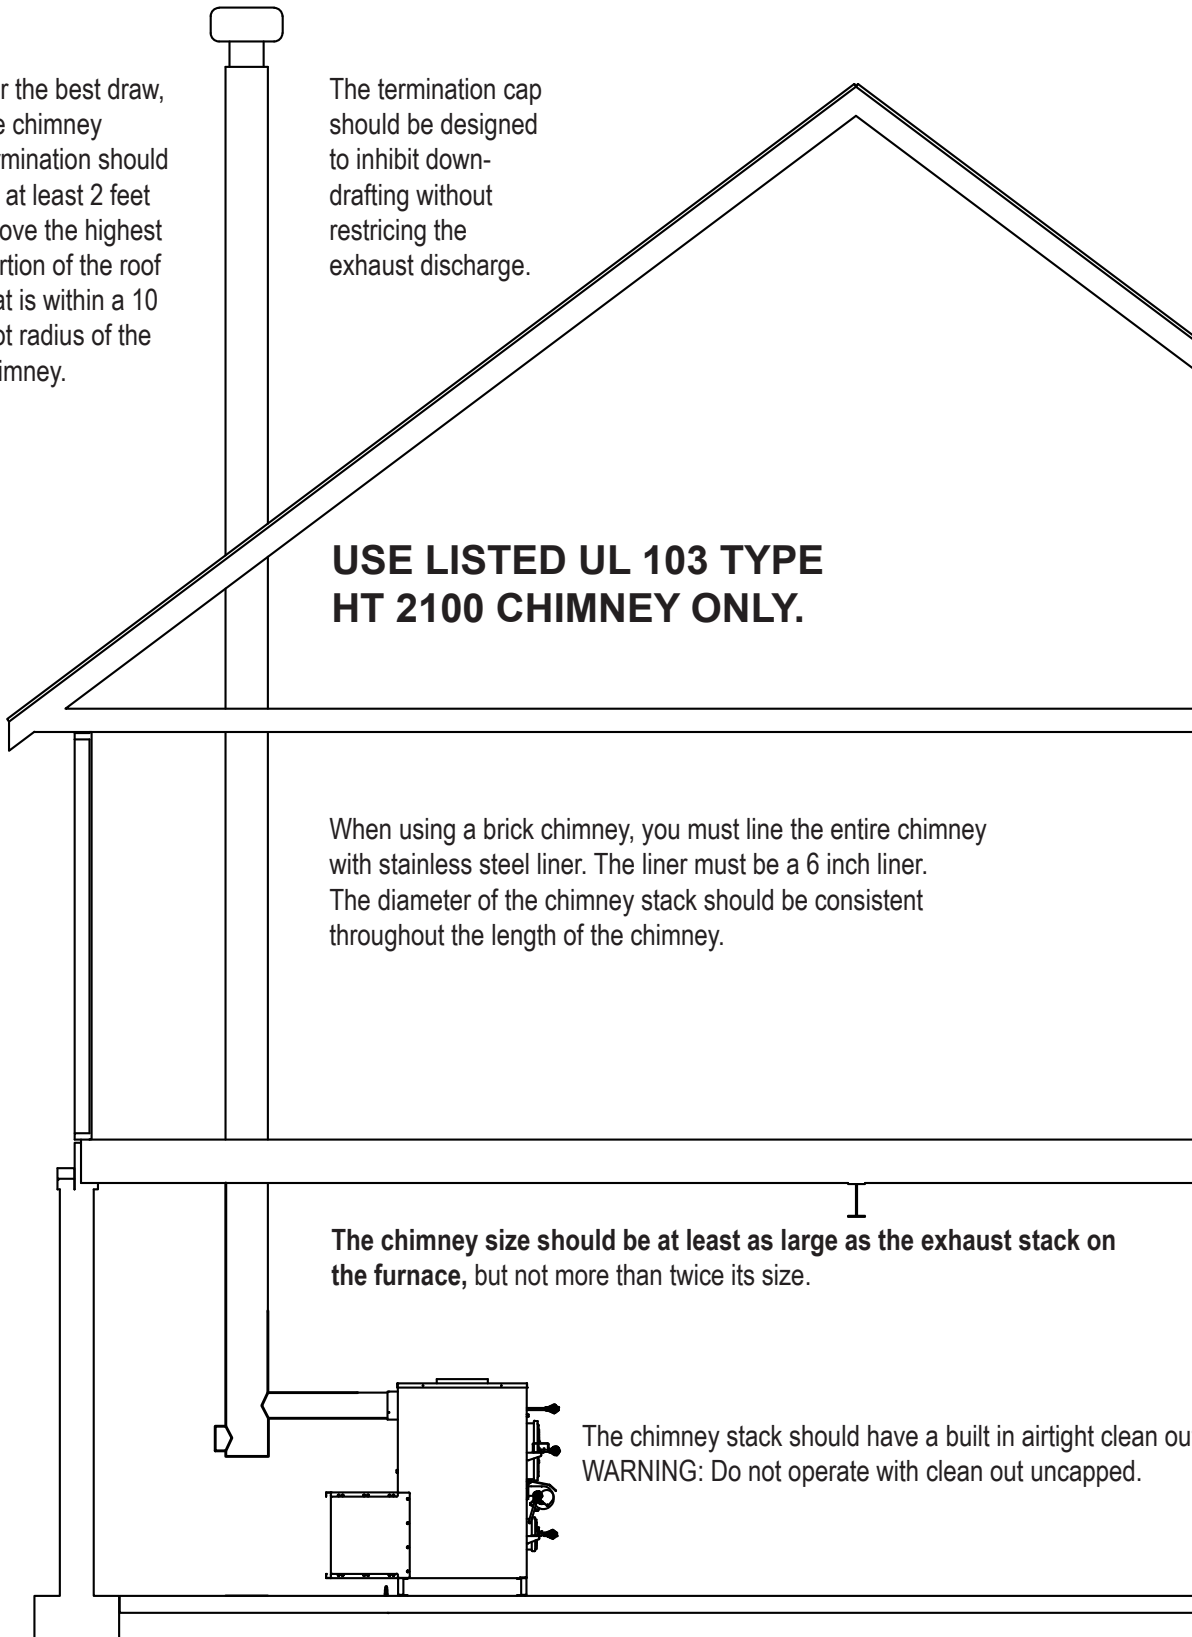 r the best draw,
e chimney
rmination should
at least 2 feet
ove the highest
rtion of the roof
at is within a 10
ot radius of the
imney.
The termination cap
should be designed
to inhibit down-
drafting without
restricing the
exhaust discharge.
USE LISTED UL 103 TYPE
HT 2100 CHIMNEY ONLY.
When using a brick chimney, you must line the entire chimney
with stainless steel liner. The liner must be a 6 inch liner.
The diameter of the chimney stack should be consistent
throughout the length of the chimney.
The chimney size should be at least as large as the exhaust stack on
the furnace, but not more than twice its size.
The chimney stack should have a built in airtight clean ou
WARNING: Do not operate with clean out uncapped.